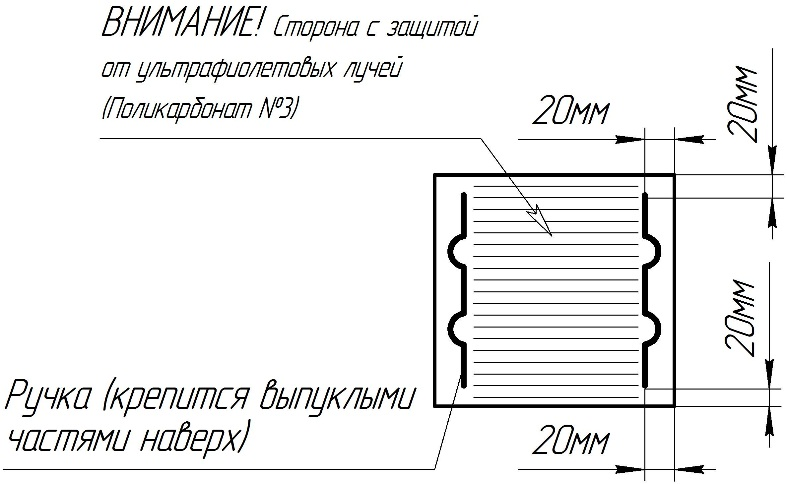 ВНИМАНИЕ! Сторона с защитой
от ультрафиолетовых лучей
(Поликарбонат №3)
20мм
20мм
20мм
Ручка (крепится выпуклыми
частями наверх)
20мм